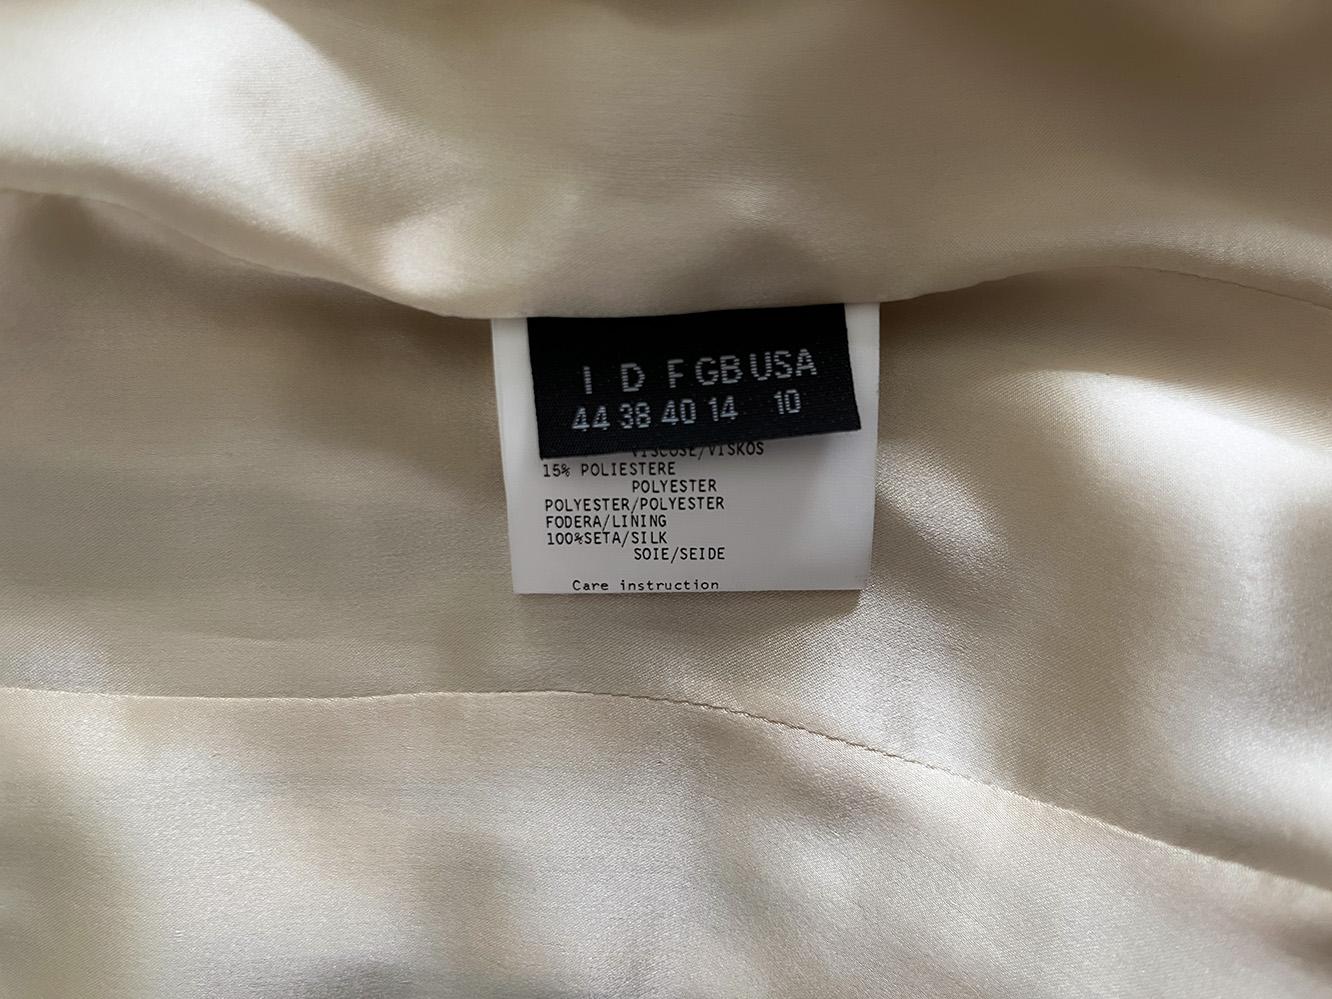 I D F GB USA
44 38 40 14 10
VISCOSE/VISKOS
15% POLIESTERE
POLYESTER
POLYESTER/POLYESTER
FODERA/LINING
100%SETA/SILK
SOIE/SEIDE
Care instruction